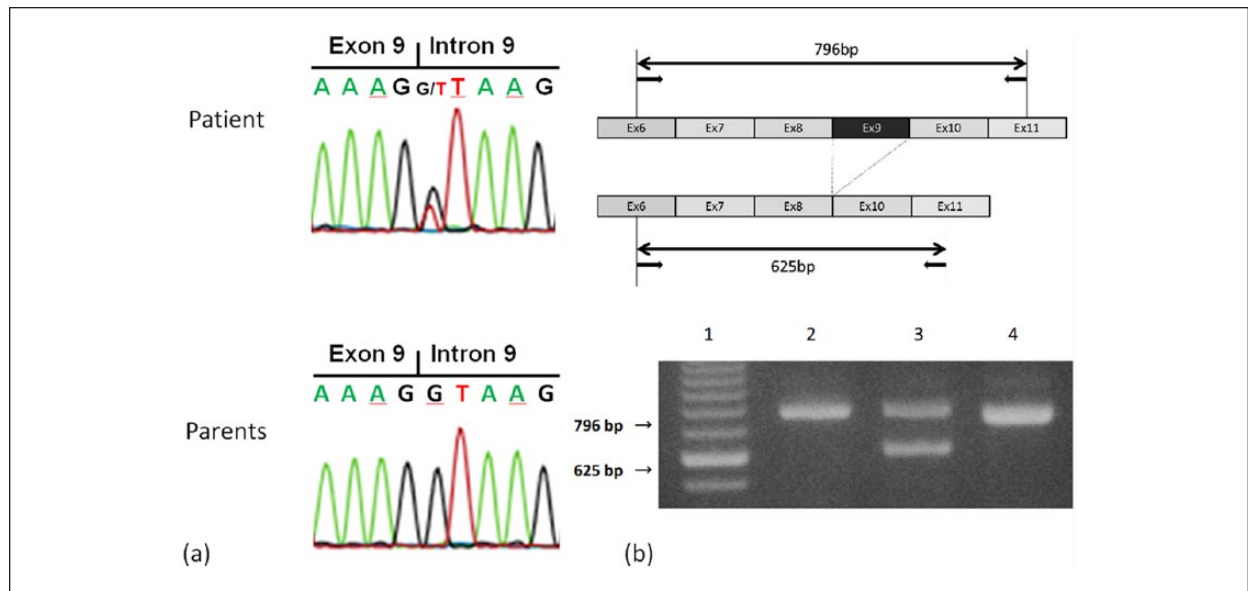 Exon 9 Intron 9
A A A G G/T T A A G
Patient
796bp
Ex6 Ex7 Ex8 Ex9 Ex10 Ex11
Ex6 Ex7 Ex8 Ex10 Ex11
625bp
Exon 9 Intron 9
A A A G G T A A G
Parents
(a)
1 2 3 4
796 bp →
625 bp →
(b)